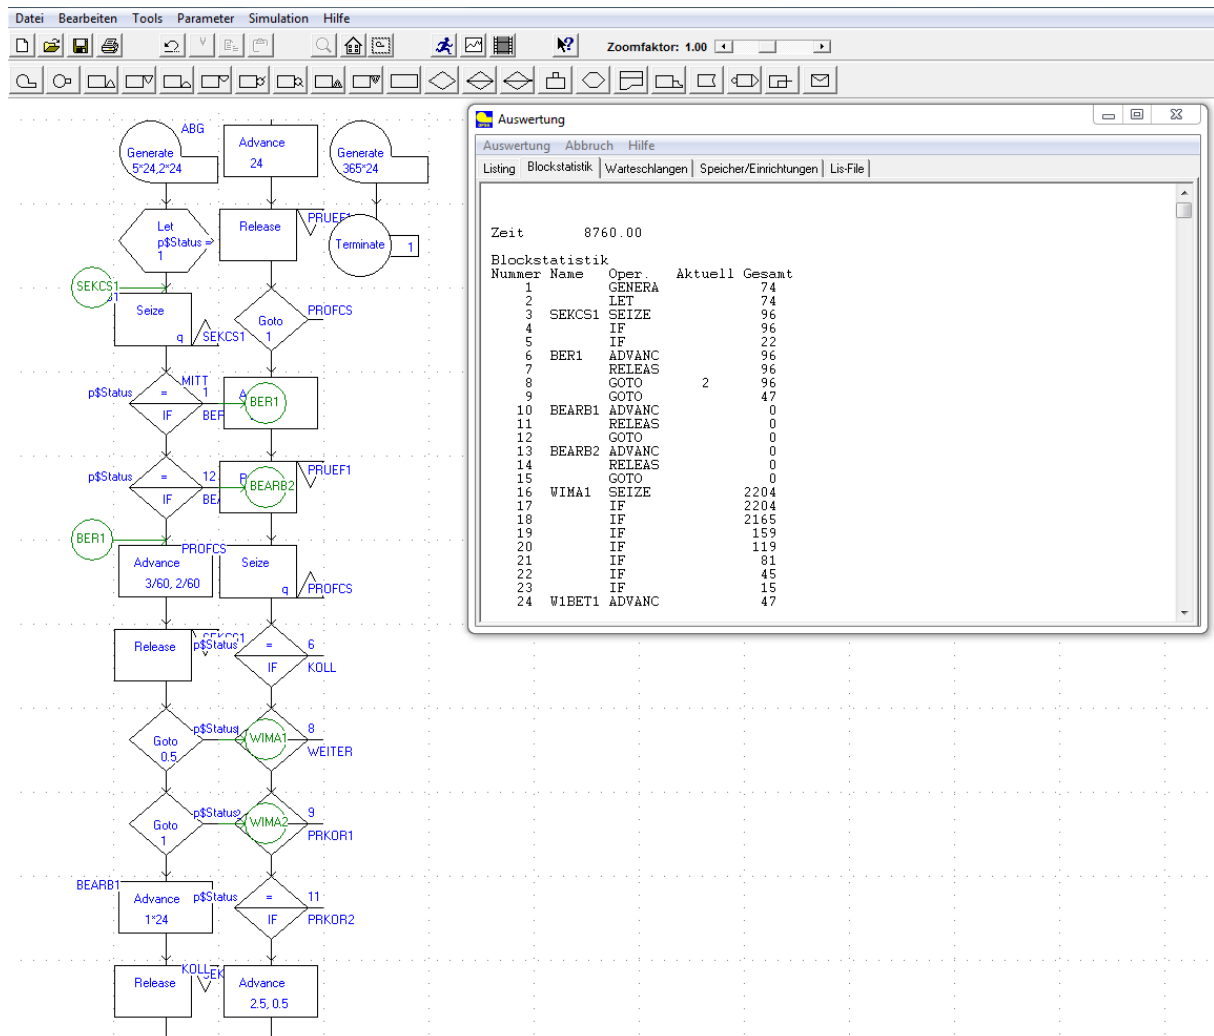 Datei Bearbeiten Tools Parameter Simulation Hilfe
Zoomfaktor: 1.00
ABG
Generate
5*24,2*24
Advance
24
Generate
365*24
Let
p$Status =
1
Release
PRUEF1
Terminate
1
SEKCS1
Seize
q
SEKCS1
Goto
1
PROFCS
MITT
p$Status
=
1
IF
BER1
p$Status
=
12
IF
BEARB2
PRUEF1
BER1
Advance
3/60, 2/60
PROFCS
Seize
q
PROFCS
Release
SEKCS1
p$Status
=
6
IF
KOLL
Goto
0.5
p$Status
WIMA1
8
WEITER
Goto
1
p$Status
WIMA2
9
PRKOR1
BEARB1
Advance
1*24
p$Status
=
11
IF
PRKOR2
Release
KOLL
Advance
2.5, 0.5
Auswertung
Auswertung Abbruch Hilfe
Listing Blockstatistik Warteschlangen Speicher/Einrichtungen Lis-File
Zeit 8760.00
Blockstatistik
Nummer Name Oper. Aktuell Gesamt
1 GENERA 74
2 LET 74
3 SEKCS1 SEIZE 96
4 IF 96
5 IF 22
6 BER1 ADVANC 96
7 RELEAS 96
8 GOTO 2 96
9 GOTO 47
10 BEARB1 ADVANC 0
11 RELEAS 0
12 GOTO 0
13 BEARB2 ADVANC 0
14 RELEAS 0
15 GOTO 0
16 WIMA1 SEIZE 2204
17 IF 2204
18 IF 2165
19 IF 159
20 IF 119
21 IF 81
22 IF 45
23 IF 15
24 W1BET1 ADVANC 47